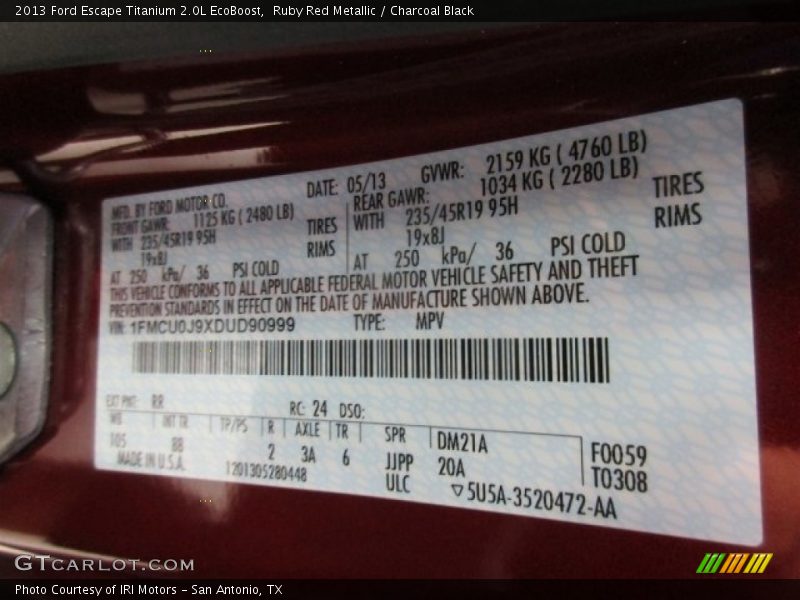 2013 Ford Escape Titanium 2.0L EcoBoost, Ruby Red Metallic / Charcoal Black
MFD. BY FORD MOTOR CO. DATE: 05/13 GVWR: 2159 KG ( 4760 LB)
FRONT GAWR: 1125 KG ( 2480 LB) REAR GAWR: 1034 KG ( 2280 LB)
WITH 235/45R19 95H TIRES WITH 235/45R19 95H TIRES
19x8J RIMS 19x8J RIMS
AT 250 kPa/ 36 PSI COLD AT 250 kPa/ 36 PSI COLD
THIS VEHICLE CONFORMS TO ALL APPLICABLE FEDERAL MOTOR VEHICLE SAFETY AND THEFT
PREVENTION STANDARDS IN EFFECT ON THE DATE OF MANUFACTURE SHOWN ABOVE.
VIN: 1FMCU0J9XDUD90999 TYPE: MPV
EXT PNT: RR RC: 24 DSO:
WB INT TR TP/PS R AXLE TR SPR DM21A F0059
105 88 2 3A 6 JJPP 20A T0308
MADE IN U.S.A. 1201305280448 ULC ▽5U5A-3520472-AA
GTCARLOT.COM
Photo Courtesy of IRI Motors – San Antonio, TX